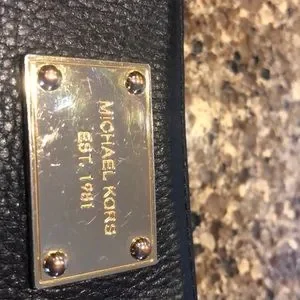 MICHAEL KORS
EST. 1981